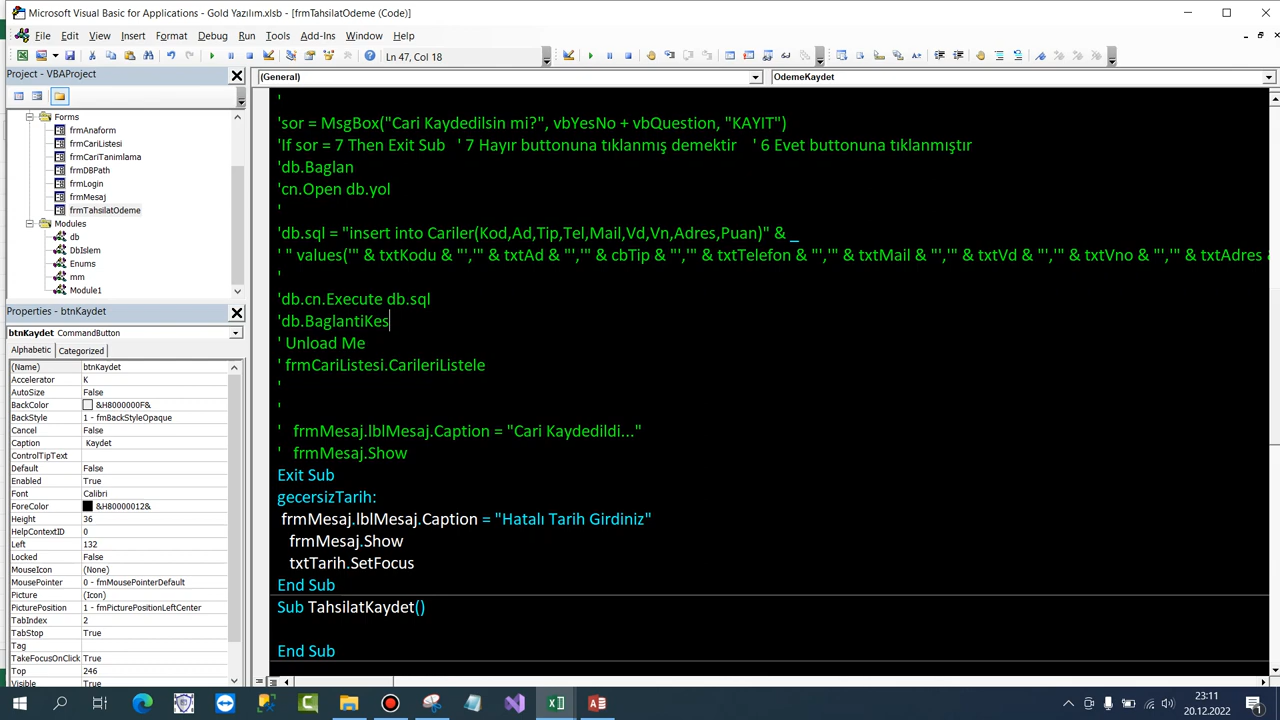 Microsoft Visual Basic for Applications - Gold Yazılım.xlsb - [frmTahsilatOdeme (Code)]
File Edit View Insert Format Debug Run Tools Add-Ins Window Help
Ln 47, Col 18
Project - VBAProject
Forms
frmAnaform
frmCariListesi
frmCariTanimlama
frmDBPath
frmLogin
frmMesaj
frmTahsilatOdeme
Modules
db
DbIslem
Enums
mm
Module1
Properties - btnKaydet
btnKaydet CommandButton
Alphabetic Categorized
(Name) btnKaydet
Accelerator K
AutoSize False
BackColor &H8000000F&
BackStyle 1 - fmBackStyleOpaque
Cancel False
Caption Kaydet
ControlTipText
Default False
Enabled True
Font Calibri
ForeColor &H80000012&
Height 36
HelpContextID 0
Left 132
Locked False
MouseIcon (None)
MousePointer 0 - fmMousePointerDefault
Picture (Icon)
PicturePosition 1 - fmPicturePositionLeftCenter
TabIndex 2
TabStop True
Tag
TakeFocusOnClick True
Top 246
Visible True
(General) OdemeKaydet
'
'sor = MsgBox("Cari Kaydedilsin mi?", vbYesNo + vbQuestion, "KAYIT")
'If sor = 7 Then Exit Sub ' 7 Hayır buttonuna tıklanmış demektir ' 6 Evet buttonuna tıklanmıştır
'db.Baglan
'cn.Open db.yol
'
'db.sql = "insert into Cariler(Kod,Ad,Tip,Tel,Mail,Vd,Vn,Adres,Puan)" & _
' " values('" & txtKodu & "','" & txtAd & "','" & cbTip & "','" & txtTelefon & "','" & txtMail & "','" & txtVd & "','" & txtVno & "','" & txtAdres &
'
'db.cn.Execute db.sql
'db.BaglantiKes
' Unload Me
' frmCariListesi.CarileriListele
'
'
' frmMesaj.lblMesaj.Caption = "Cari Kaydedildi..."
' frmMesaj.Show
Exit Sub
gecersizTarih:
frmMesaj.lblMesaj.Caption = "Hatalı Tarih Girdiniz"
frmMesaj.Show
txtTarih.SetFocus
End Sub
Sub TahsilatKaydet()
End Sub
23:11
20.12.2022